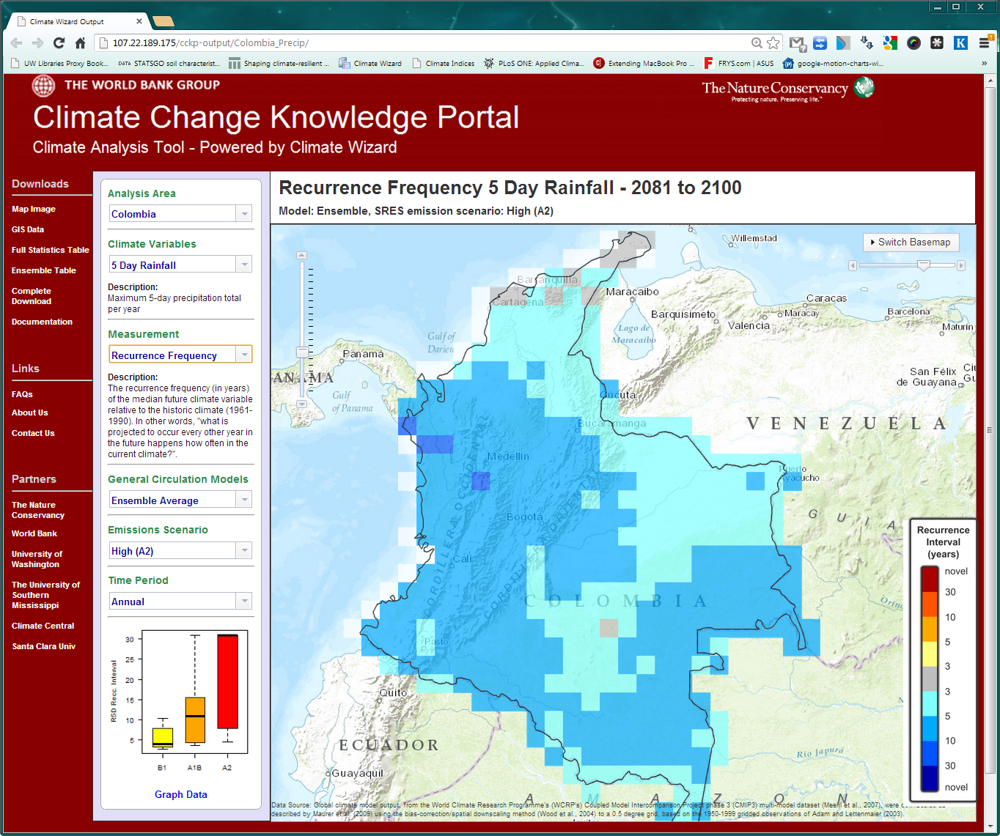 Climate Wizard Output
107.22.189.175/cckp-output/Colombia_Precip/
UW Libraries Proxy Book...
DATA STATSGO soil characterist...
Shaping climate-resilient ...
Climate Wizard
Climate Indices
PLoS ONE: Applied Clima...
Extending MacBook Pro ...
FRYS.com | ASUS
google-motion-charts-wi...
»
THE WORLD BANK GROUP
The Nature Conservancy
Protecting nature. Preserving life.™
Climate Change Knowledge Portal
Climate Analysis Tool - Powered by Climate Wizard
Downloads
Map Image
GIS Data
Full Statistics Table
Ensemble Table
Complete
Download
Documentation
Links
FAQs
About Us
Contact Us
Partners
The Nature
Conservancy
World Bank
University of
Washington
The University of
Southern
Mississippi
Climate Central
Santa Clara Univ
Analysis Area
Colombia
Climate Variables
5 Day Rainfall
Description:
Maximum 5-day precipitation total
per year
Measurement
Recurrence Frequency
Description:
The recurrence frequency (in years)
of the median future climate variable
relative to the historic climate (1961-
1990). In other words, "what is
projected to occur every other year in
the future happens how often in the
current climate?".
General Circulation Models
Ensemble Average
Emissions Scenario
High (A2)
Time Period
Annual
R5D Recc. Interval
30
25
20
15
10
5
B1 A1B A2
Graph Data
Recurrence Frequency 5 Day Rainfall - 2081 to 2100
Model: Ensemble, SRES emission scenario: High (A2)
Switch Basemap
Willemstad
Barranquilla
Cartagena
Maracaibo
Caracas
Maracay
Barquisimeto
Valencia
Barcelona
Maturín
Lago de
Maracaibo
Gulf of
Darien
Panamá
PANAMA
Gulf
of Panama
San Félix
de Guayana
Cucuta
Bucaramanga
VENEZUELA
Medellín
Puerto
Ayacucho
CORDILLERA OCCIDENTAL
Bogotá
GUIA
Cali
COLOMBIA
Pasto
Quito
ECUADOR
Guayaquil
Rio Japurá
AMAZON
Recurrence
Interval
(years)
novel
30
10
5
3
3
5
10
30
novel
Data Source: Global climate model output, from the World Climate Research Programme's (WCRP's) Coupled Model Intercomparison Project phase 3 (CMIP3) multi-model dataset (Meehl et al., 2007), were
described by Maurer et al. (2009) using the bias-correction/spatial downscaling method (Wood et al., 2004) to a 0.5 degree grid, based on the 1950-1999 gridded observations of Adam and Lettenmaier (2003).